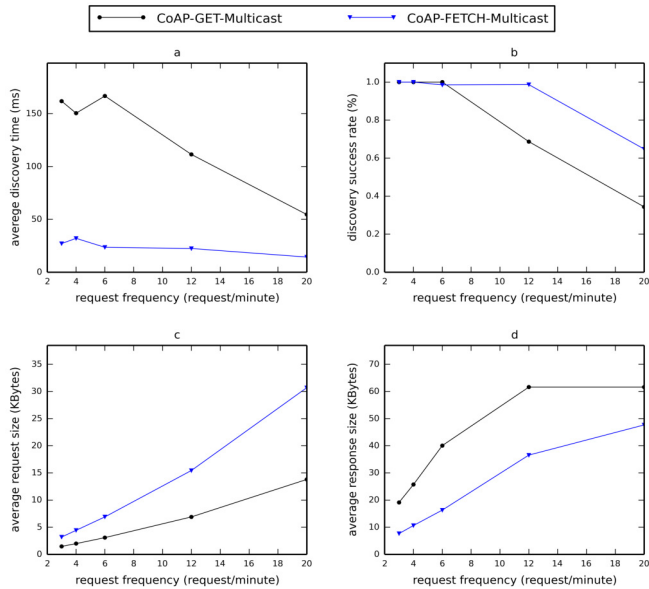 CoAP-GET-Multicast CoAP-FETCH-Multicast
a
averege discovery time (ms)
150
100
50
0
2 4 6 8 10 12 14 16 18 20
request frequency (request/minute)
b
discovery success rate (%)
1.0
0.8
0.6
0.4
0.2
0.0
2 4 6 8 10 12 14 16 18 20
request frequency (request/minute)
c
average request size (KBytes)
35
30
25
20
15
10
5
0
2 4 6 8 10 12 14 16 18 20
request frequency (request/minute)
d
average response size (KBytes)
70
60
50
40
30
20
10
0
2 4 6 8 10 12 14 16 18 20
request frequency (request/minute)